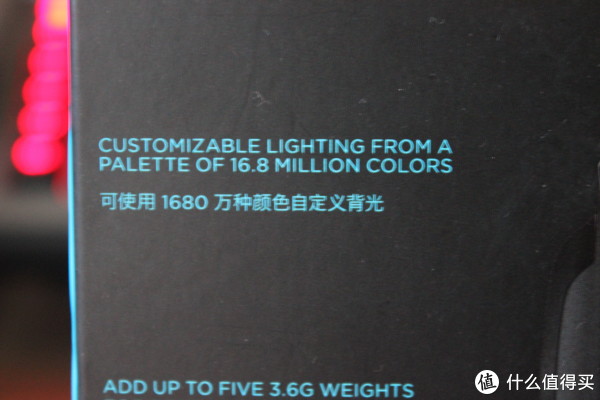 CUSTOMIZABLE LIGHTING FROM A
PALETTE OF 16.8 MILLION COLORS
可使用 1680 万种颜色自定义背光
ADD UP TO FIVE 3.6G WEIGHTS
值 什么值得买